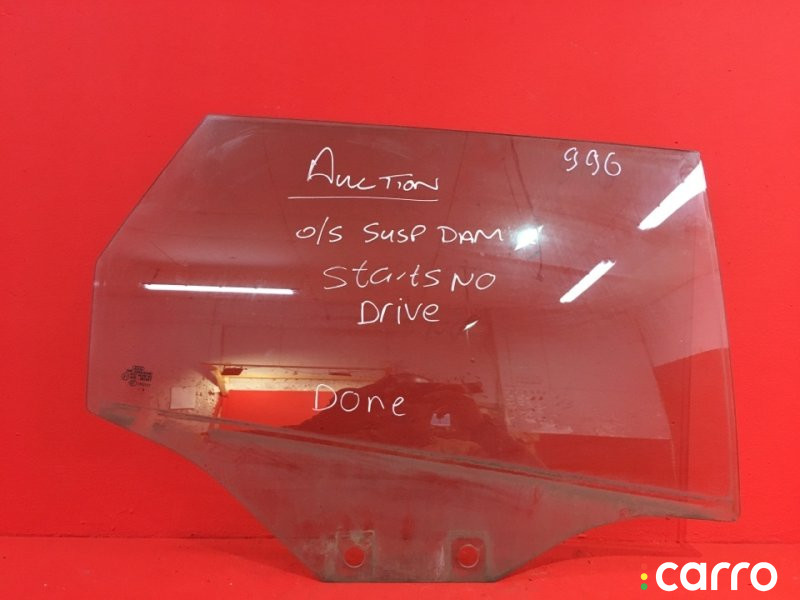 AUCTION
996
O/S SUSP DAM
Starts NO
Drive
DOne
carro